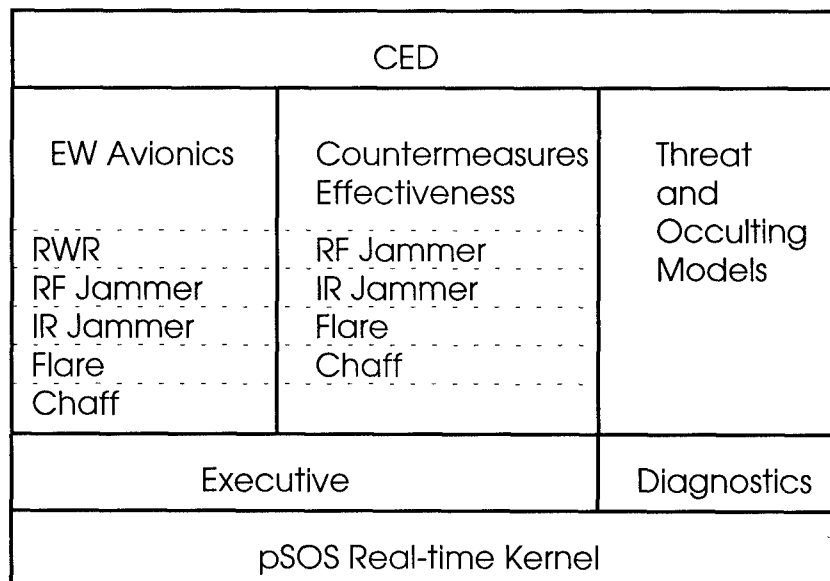 CED
EW Avionics
RWR
RF Jammer
IR Jammer
Flare
Chaff
Countermeasures
Effectiveness
RF Jammer
IR Jammer
Flare
Chaff
Threat
and
Occulting
Models
Executive
Diagnostics
pSOS Real-time Kernel